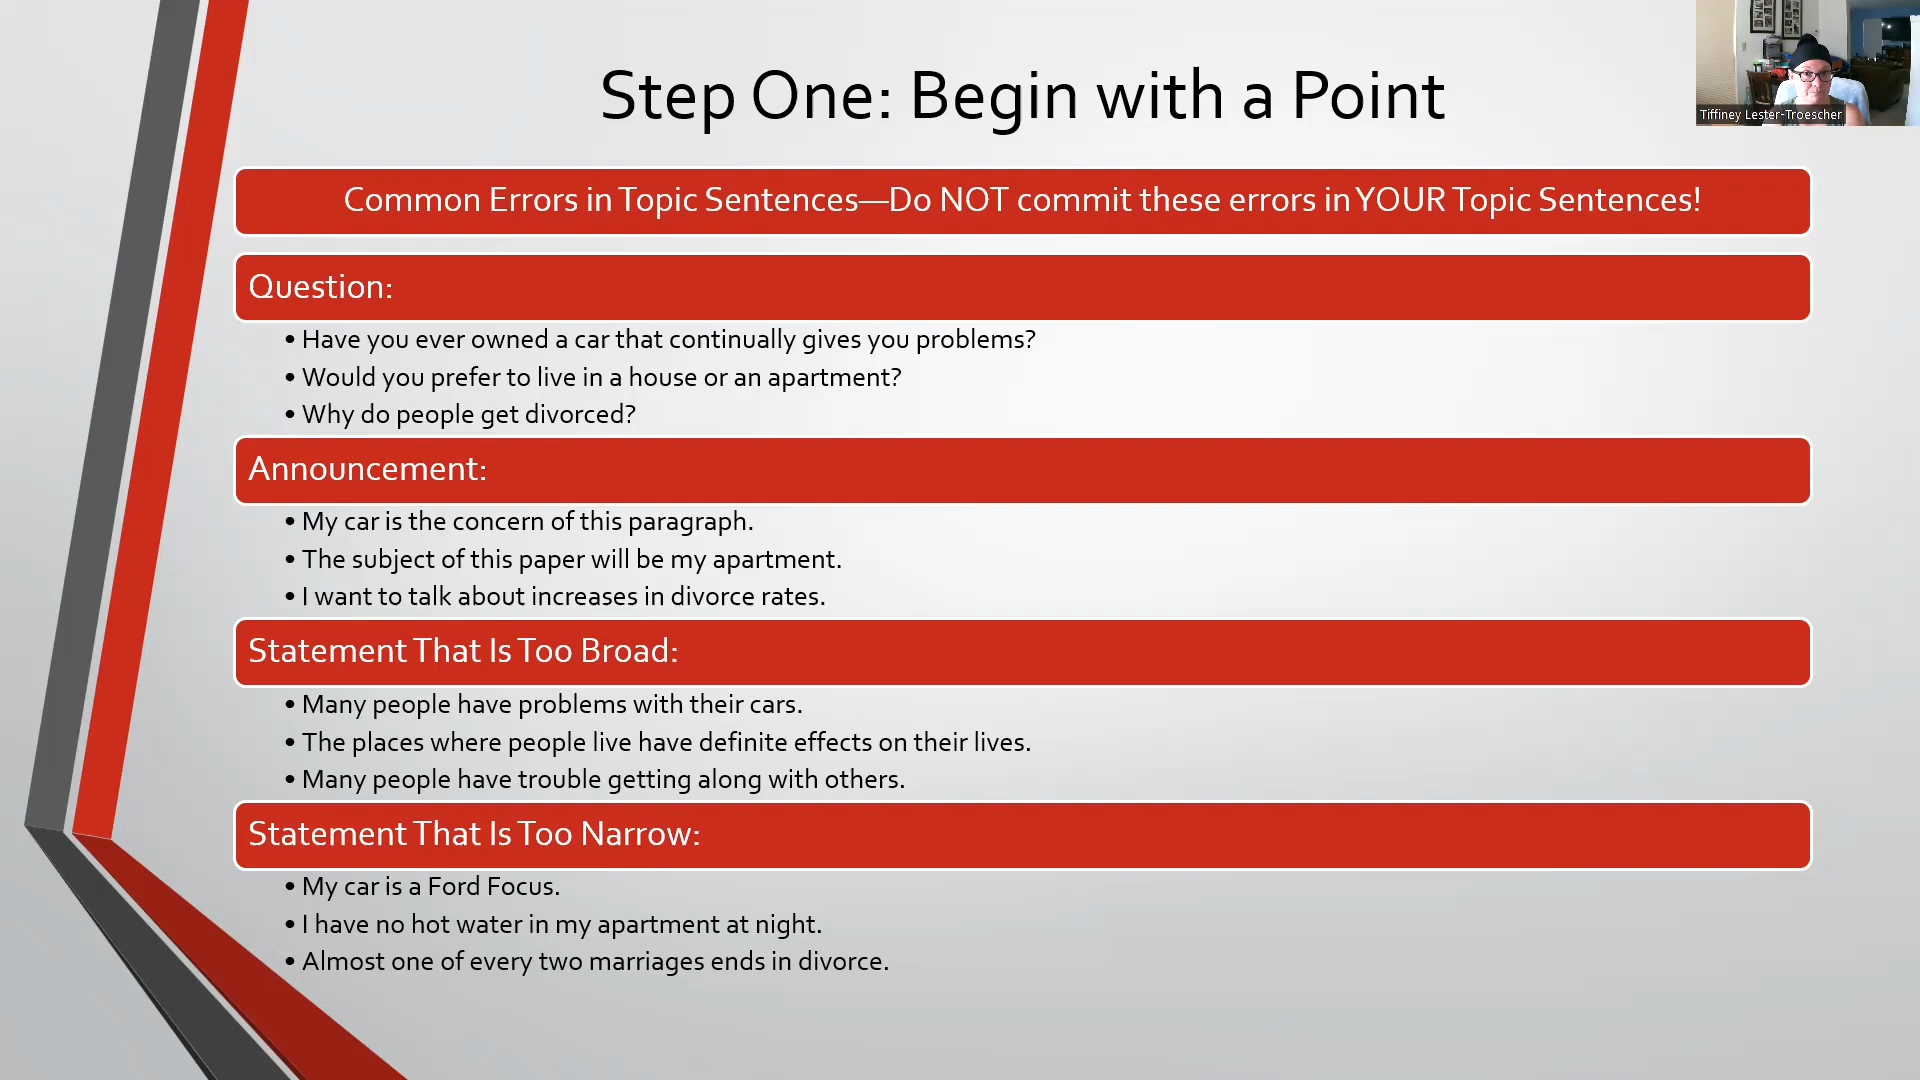 Step One: Begin with a Point
Tiffiney Lester-Troescher
Common Errors in Topic Sentences—Do NOT commit these errors in YOUR Topic Sentences!
Question:
• Have you ever owned a car that continually gives you problems?
• Would you prefer to live in a house or an apartment?
• Why do people get divorced?
Announcement:
• My car is the concern of this paragraph.
• The subject of this paper will be my apartment.
• I want to talk about increases in divorce rates.
Statement That Is Too Broad:
• Many people have problems with their cars.
• The places where people live have definite effects on their lives.
• Many people have trouble getting along with others.
Statement That Is Too Narrow:
• My car is a Ford Focus.
• I have no hot water in my apartment at night.
• Almost one of every two marriages ends in divorce.